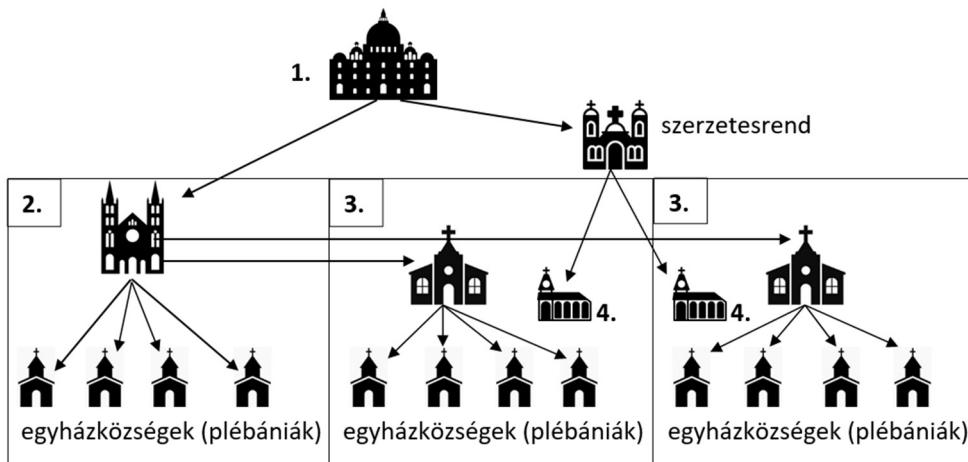 1.
szerzetesrend
2.
3.
3.
4.
4.
egyházközségek (plébániák)
egyházközségek (plébániák)
egyházközségek (plébániák)